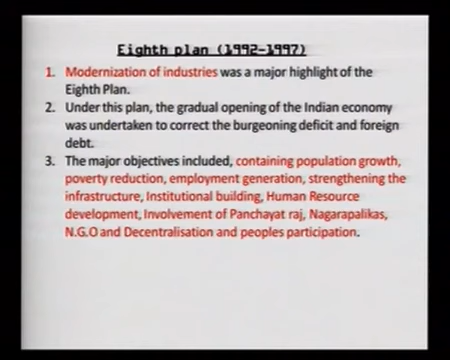 Eighth plan (1992-1997)
1. Modernization of industries was a major highlight of the
Eighth Plan.
2. Under this plan, the gradual opening of the Indian economy
was undertaken to correct the burgeoning deficit and foreign
debt.
3. The major objectives included, containing population growth,
poverty reduction, employment generation, strengthening the
infrastructure, Institutional building, Human Resource
development, Involvement of Panchayat raj, Nagarapalikas,
N.G.O and Decentralisation and peoples participation.